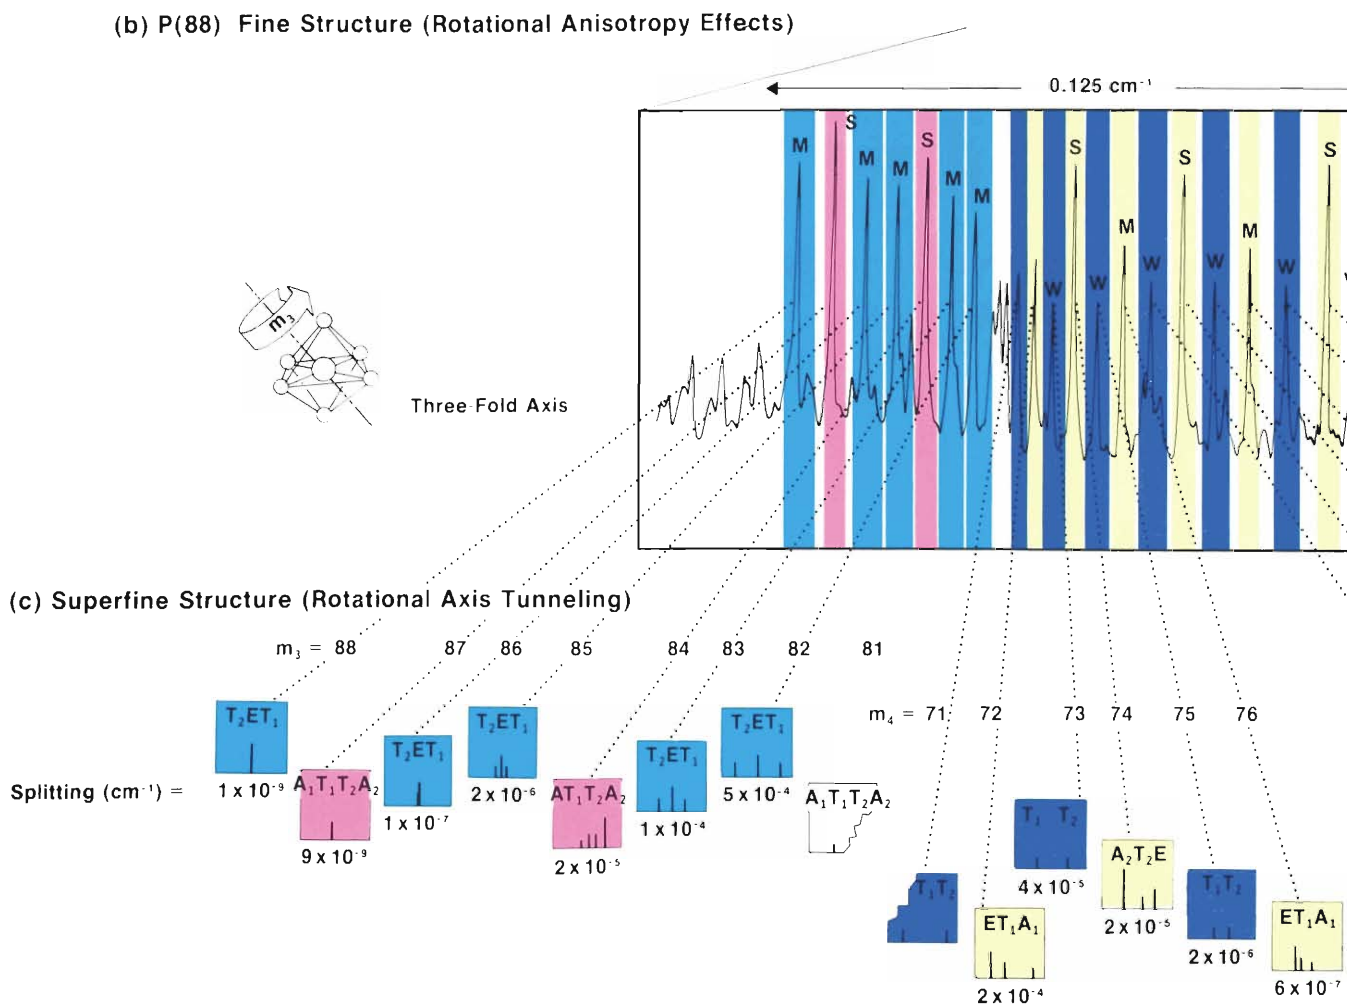 (b) P(88) Fine Structure (Rotational Anisotropy Effects)
0.125 cm⁻¹
M S M M S M M W S W M W S W M W S
m₃
Three-Fold Axis
(c) Superfine Structure (Rotational Axis Tunneling)
m₃ = 88 87 86 85 84 83 82 81
m₄ = 71 72 73 74 75 76
T₂ET₁ A₁T₁T₂A₂ T₂ET₁ T₂ET₁ AT₁T₂A₂ T₂ET₁ T₂ET₁ A₁T₁T₂A₂
Splitting (cm⁻¹) = 1 x 10⁻⁹ 9 x 10⁻⁹ 1 x 10⁻⁷ 2 x 10⁻⁶ 2 x 10⁻⁵ 1 x 10⁻⁴ 5 x 10⁻⁴
T₁T₂ ET₁A₁ T₁ T₂ A₂T₂E T₁T₂ ET₁A₁
2 x 10⁻⁴ 4 x 10⁻⁵ 2 x 10⁻⁵ 2 x 10⁻⁶ 6 x 10⁻⁷